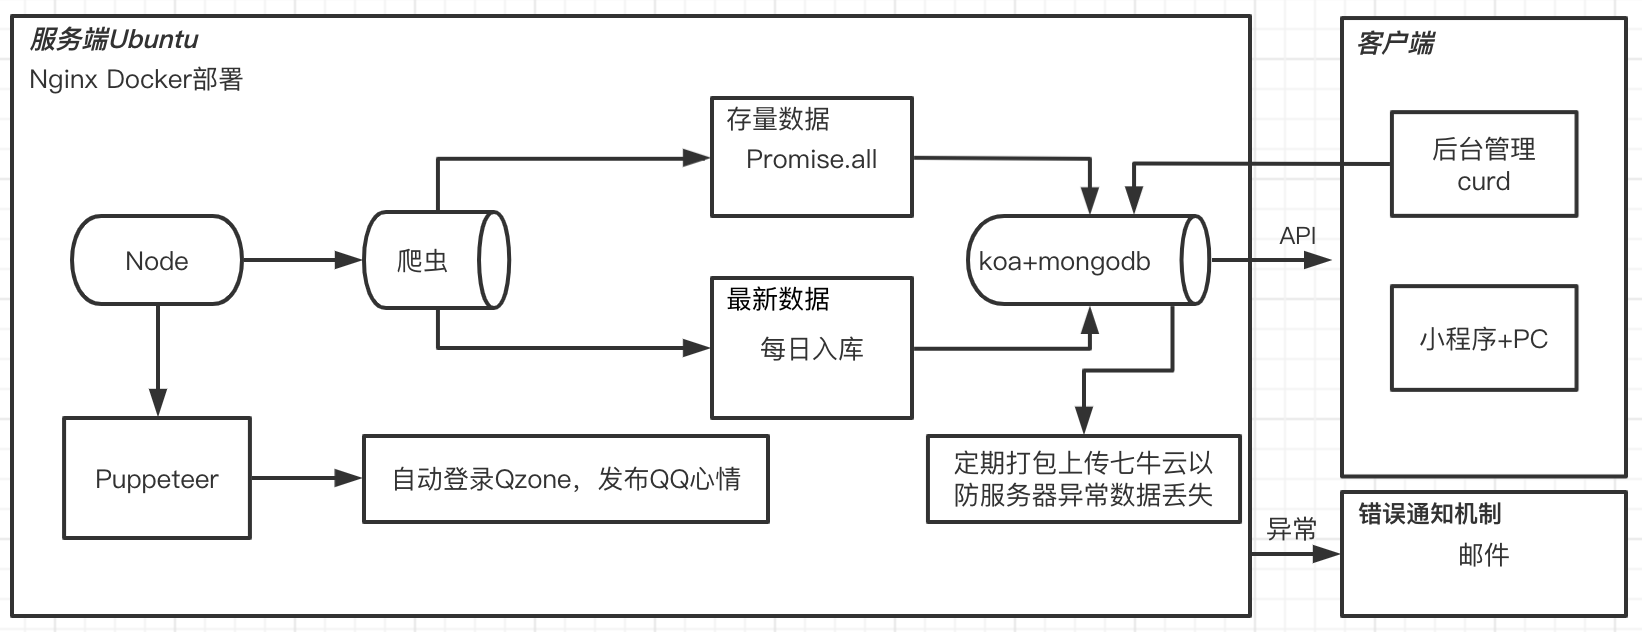 服务端Ubuntu
Nginx Docker部署
Node
爬虫
存量数据
Promise.all
最新数据
每日入库
koa+mongodb
API
Puppeteer
自动登录Qzone，发布QQ心情
定期打包上传七牛云以
防服务器异常数据丢失
异常
客户端
后台管理
curd
小程序+PC
错误通知机制
邮件